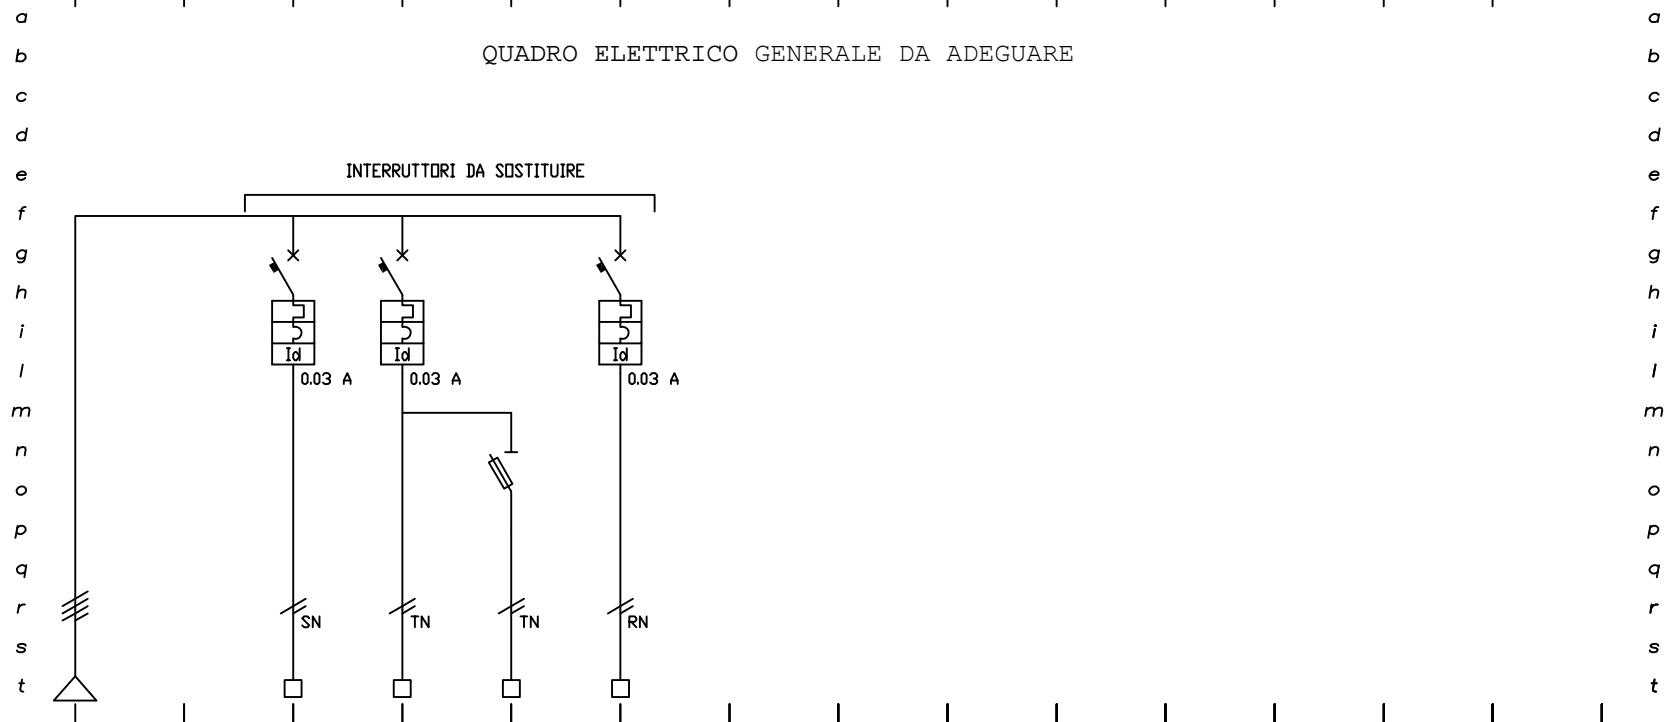 a a
b QUADRO ELETTRICO GENERALE DA ADEGUARE b
c c
d d
e INTERRUTTORI DA SOSTITUIRE e
f f
g g
h h
i i
Id Id Id
l 0.03 A 0.03 A 0.03 A l
m m
n n
o o
p p
q q
r r
SN TN TN RN
s s
t t